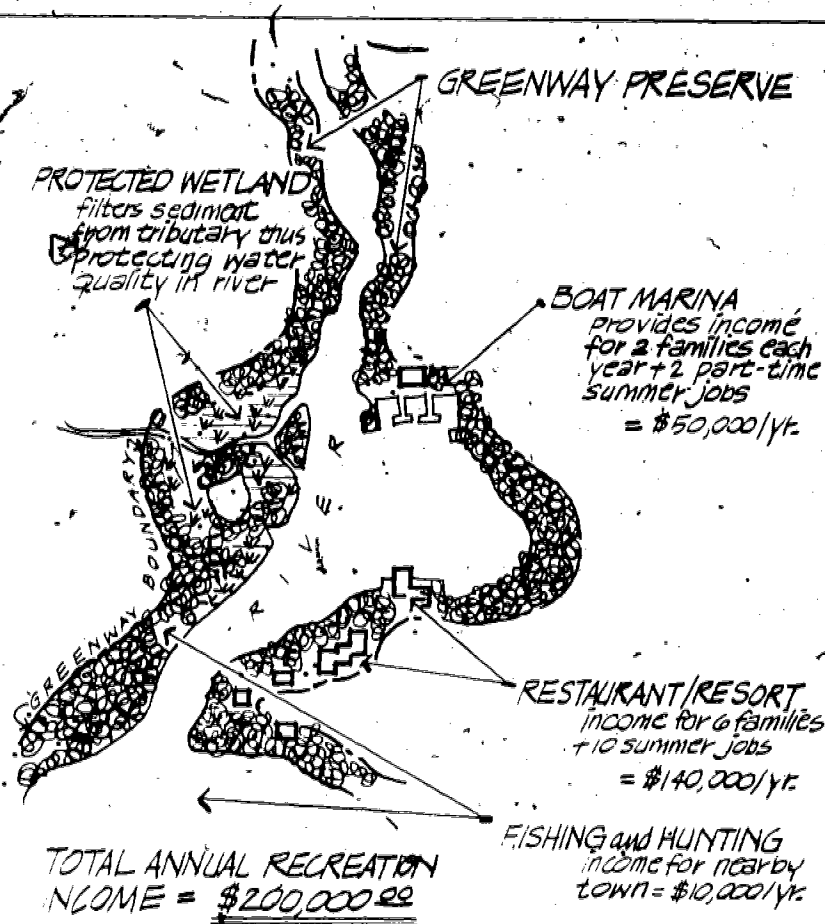 GREENWAY PRESERVE
PROTECTED WETLAND
filters sediment
from tributary thus
protecting water
quality in river
BOAT MARINA
provides income
for 2 families each
year + 2 part-time
summer jobs
= $50,000/yr.
GREENWAY BOUNDARY
RIVER
RESTAURANT/RESORT
income for 6 families
+10 summer jobs
= $140,000/yr.
FISHING and HUNTING
income for nearby
town = $10,000/yr.
TOTAL ANNUAL RECREATION
INCOME = $200,000.00